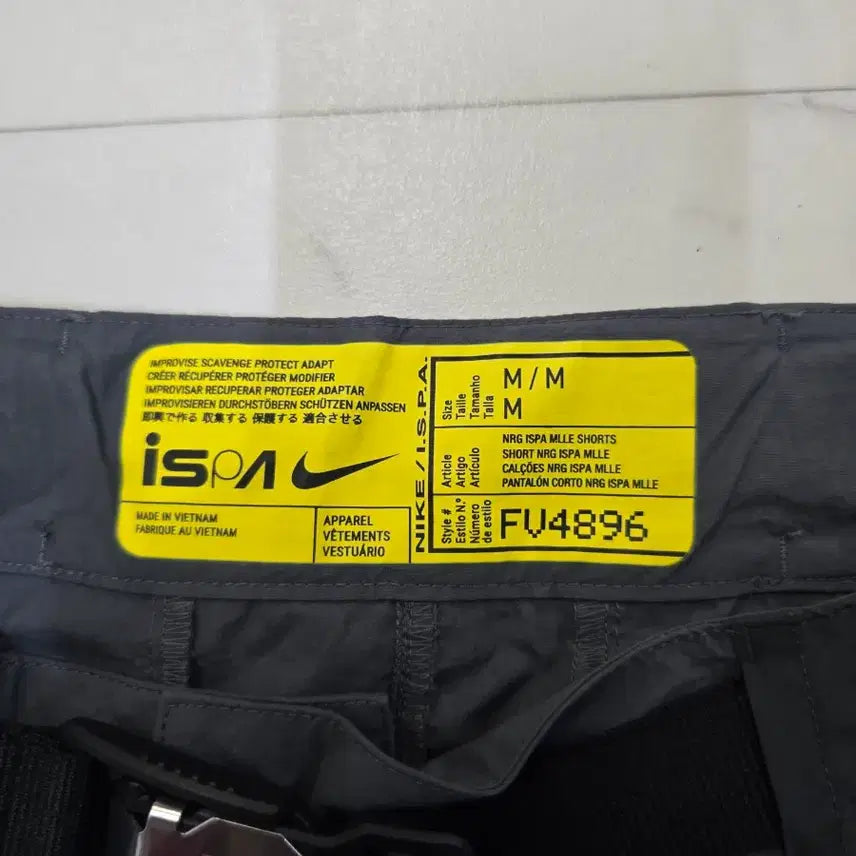 IMPROVISE SCAVENGE PROTECT ADAPT
CRÉER RÉCUPÉRER PROTÉGER MODIFIER
IMPROVISAR RECUPERAR PROTEGER ADAPTAR
IMPROVISIEREN DURCHSTÖBERN SCHÜTZEN ANPASSEN
即興で作る 収集する 保護する 適合させる
ISPA
MADE IN VIETNAM
FABRIQUE AU VIETNAM
APPAREL
VÊTEMENTS
VESTUÁRIO
NIKE / I.S.P.A.
Size
Taille
Tamanho
Talla
M / M
M
Article
Artigo
Artículo
NRG ISPA MLLE SHORTS
SHORT NRG ISPA MLLE
CALÇÕES NRG ISPA MLLE
PANTALÓN CORTO NRG ISPA MLLE
Style #
Estilo N.º
Número
de estilo
FV4896